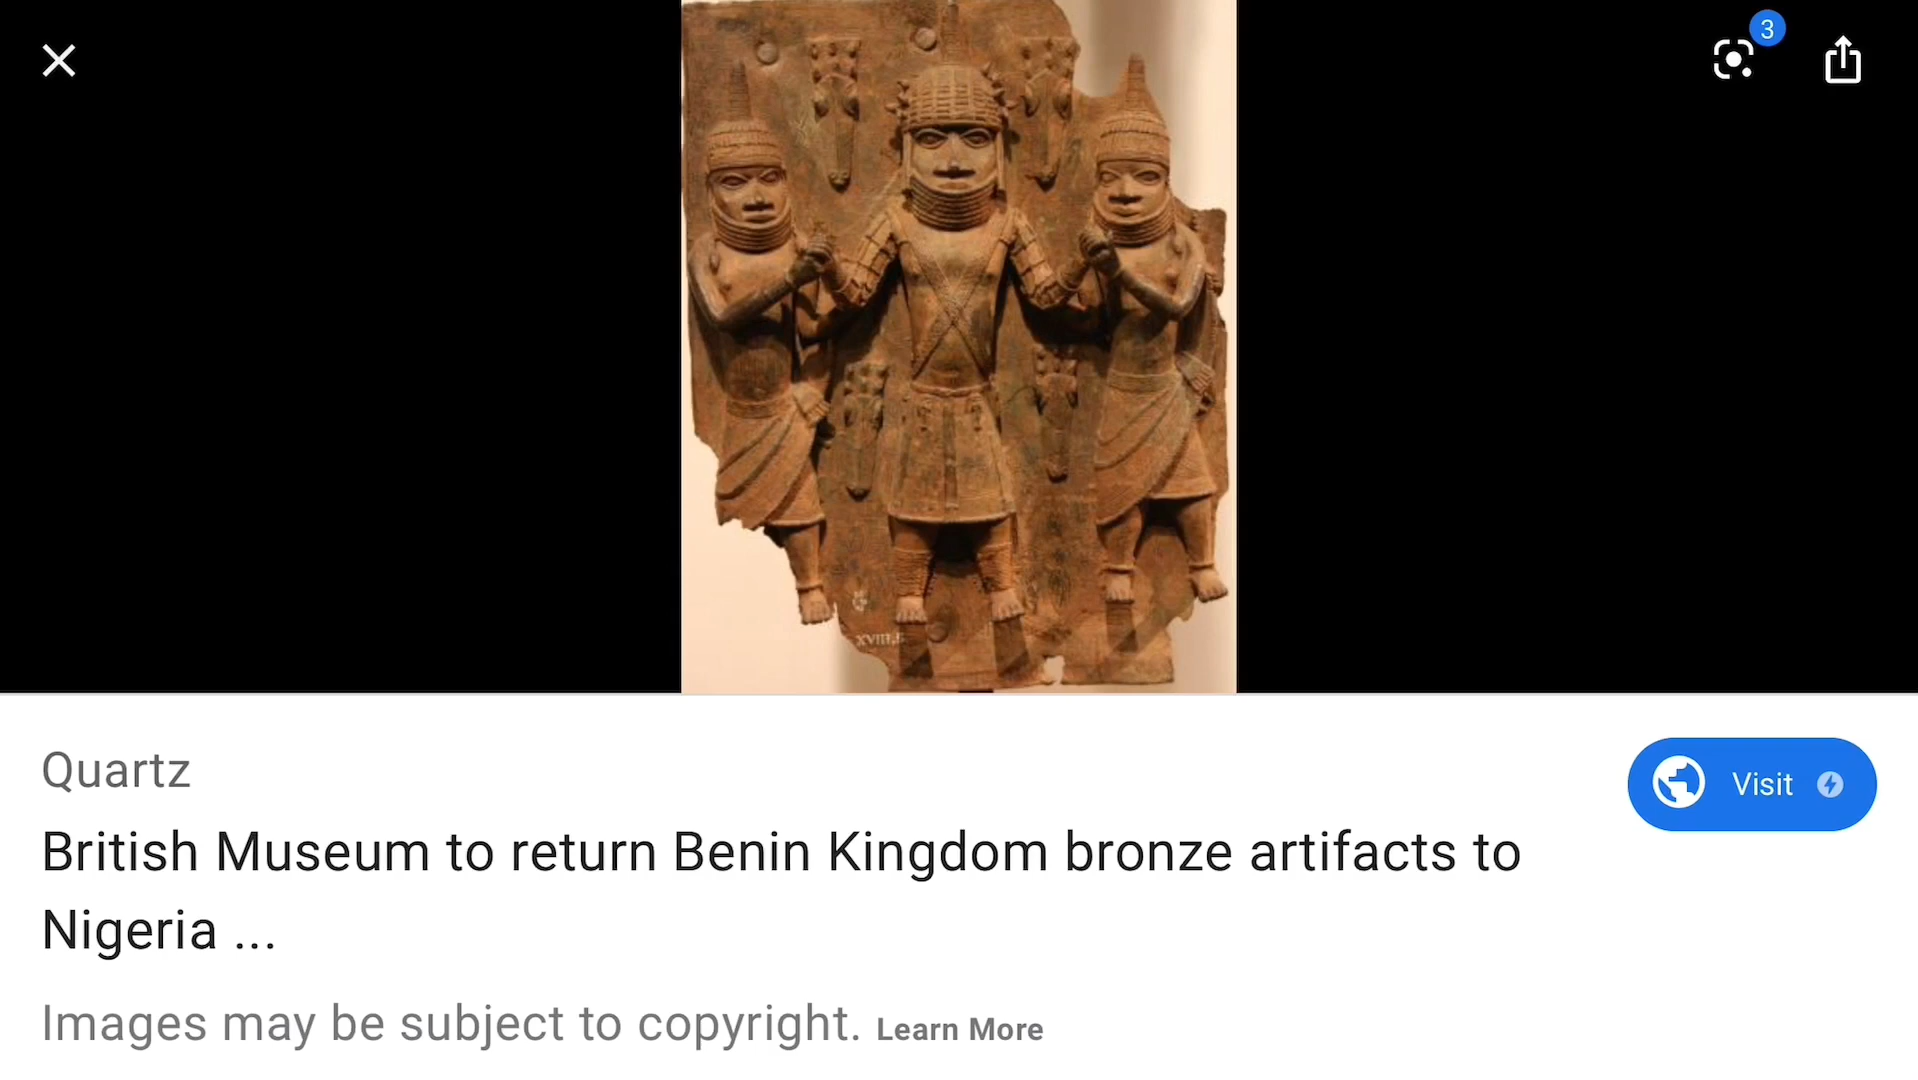 3
XVIII.
Quartz
Visit
British Museum to return Benin Kingdom bronze artifacts to
Nigeria ...
Images may be subject to copyright. Learn More